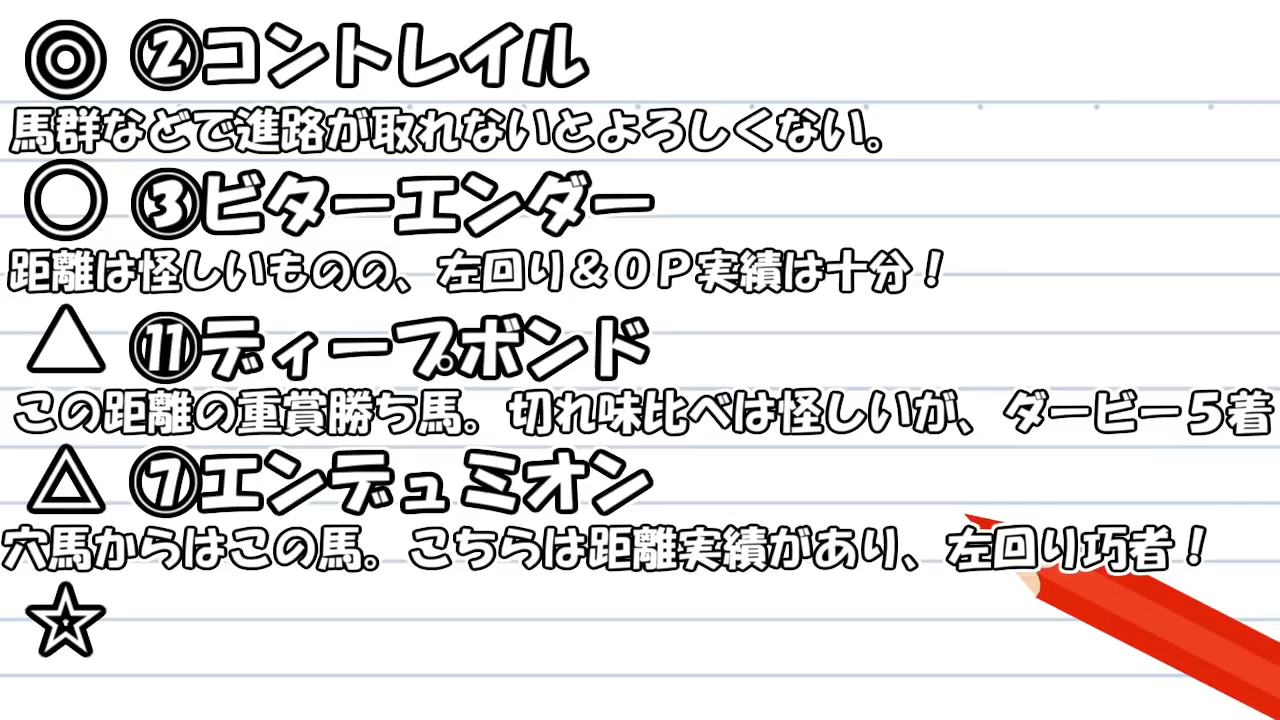 ◎ ②コントレイル
馬群などで進路が取れないとよろしくない。
○ ③ビターエンダー
距離は怪しいものの、左回り＆ＯＰ実績は十分！
△ ⑪ディープボンド
この距離の重賞勝ち馬。切れ味比べは怪しいが、ダービー５着
△ ⑦エンデュミオン
穴馬からはこの馬。こちらは距離実績があり、左回り巧者！
☆